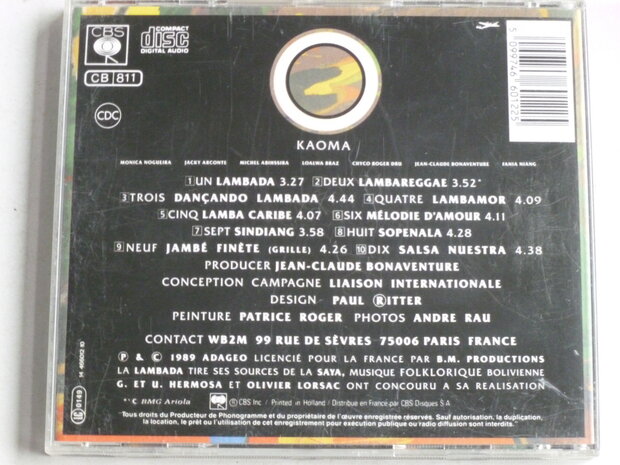 CBS
COMPACT
disc
DIGITAL AUDIO
CB 811
CDC
5 099746 601225
KAOMA
MONICA NOGUEIRA JACKY ARCONTE MICHEL ABIHSSIRA LOALWA BRAZ CHYCO ROGER DRU JEAN-CLAUDE BONAVENTURE FANIA NIANG
1 UN LAMBADA 3.27 2 DEUX LAMBAREGGAE 3.52*
3 TROIS DANÇANDO LAMBADA 4.44 4 QUATRE LAMBAMOR 4.09
5 CINQ LAMBA CARIBE 4.07 6 SIX MÉLODIE D'AMOUR 4.11
7 SEPT SINDIANG 3.58 8 HUIT SOPENALA 4.28
9 NEUF JAMBÉ FINÈTE (GRILLE) 4.26 10 DIX SALSA NUESTRA 4.38
PRODUCER JEAN-CLAUDE BONAVENTURE
CONCEPTION CAMPAGNE LIAISON INTERNATIONALE
DESIGN PAUL RITTER
PEINTURE PATRICE ROGER PHOTOS ANDRE RAU
CONTACT WB2M 99 RUE DE SÈVRES 75006 PARIS FRANCE
℗ & © 1989 ADAGEO LICENCIÉ POUR LA FRANCE PAR B.M. PRODUCTIONS
LA LAMBADA TIRE SES SOURCES DE LA SAYA, MUSIQUE FOLKLORIQUE BOLIVIENNE
G. ET U. HERMOSA ET OLIVIER LORSAC ONT CONCOURU A SA REALISATION
BMG Ariola © CBS Inc / Printed in Holland / Distribué en France par CBS Disques S A
Tous droits du Producteur de Phonogramme et du propriétaire de l'œuvre enregistrée réservés. Sauf autorisation, la duplication,
la location, le prêt ou l'utilisation de cet enregistrement pour exécution publique ou radio diffusion sont interdits.
14 466012 10
0149